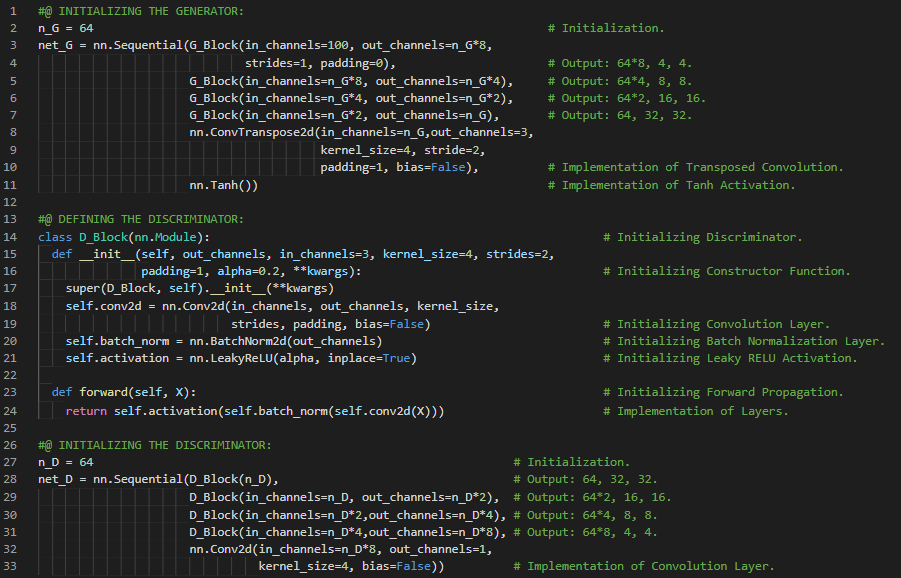 1 #@ INITIALIZING THE GENERATOR:
2 n_G = 64 # Initialization.
3 net_G = nn.Sequential(G_Block(in_channels=100, out_channels=n_G*8,
4 strides=1, padding=0), # Output: 64*8, 4, 4.
5 G_Block(in_channels=n_G*8, out_channels=n_G*4), # Output: 64*4, 8, 8.
6 G_Block(in_channels=n_G*4, out_channels=n_G*2), # Output: 64*2, 16, 16.
7 G_Block(in_channels=n_G*2, out_channels=n_G), # Output: 64, 32, 32.
8 nn.ConvTranspose2d(in_channels=n_G,out_channels=3,
9 kernel_size=4, stride=2,
10 padding=1, bias=False), # Implementation of Transposed Convolution.
11 nn.Tanh()) # Implementation of Tanh Activation.
12
13 #@ DEFINING THE DISCRIMINATOR:
14 class D_Block(nn.Module): # Initializing Discriminator.
15 def __init__(self, out_channels, in_channels=3, kernel_size=4, strides=2,
16 padding=1, alpha=0.2, **kwargs): # Initializing Constructor Function.
17 super(D_Block, self).__init__(**kwargs)
18 self.conv2d = nn.Conv2d(in_channels, out_channels, kernel_size,
19 strides, padding, bias=False) # Initializing Convolution Layer.
20 self.batch_norm = nn.BatchNorm2d(out_channels) # Initializing Batch Normalization Layer.
21 self.activation = nn.LeakyReLU(alpha, inplace=True) # Initializing Leaky RELU Activation.
22
23 def forward(self, X): # Initializing Forward Propagation.
24 return self.activation(self.batch_norm(self.conv2d(X))) # Implementation of Layers.
25
26 #@ INITIALIZING THE DISCRIMINATOR:
27 n_D = 64 # Initialization.
28 net_D = nn.Sequential(D_Block(n_D), # Output: 64, 32, 32.
29 D_Block(in_channels=n_D, out_channels=n_D*2), # Output: 64*2, 16, 16.
30 D_Block(in_channels=n_D*2,out_channels=n_D*4), # Output: 64*4, 8, 8.
31 D_Block(in_channels=n_D*4,out_channels=n_D*8), # Output: 64*8, 4, 4.
32 nn.Conv2d(in_channels=n_D*8, out_channels=1,
33 kernel_size=4, bias=False)) # Implementation of Convolution Layer.